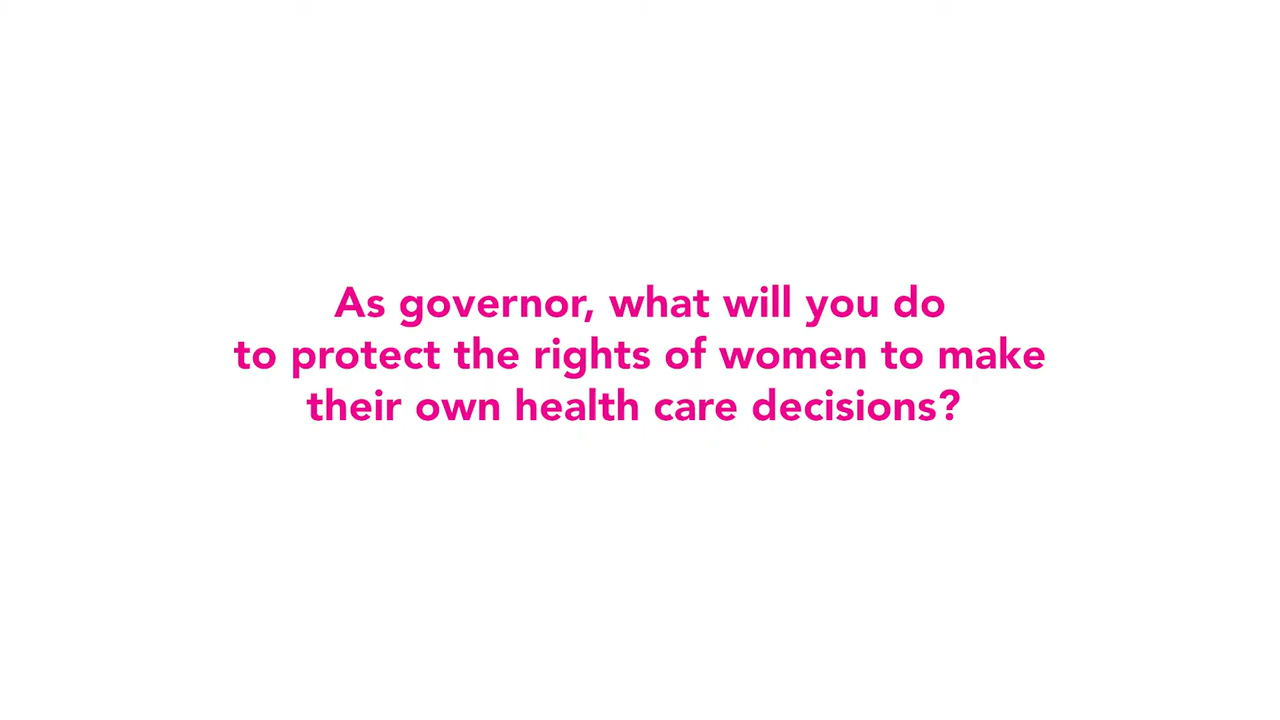 As governor, what will you do
to protect the rights of women to make
their own health care decisions?